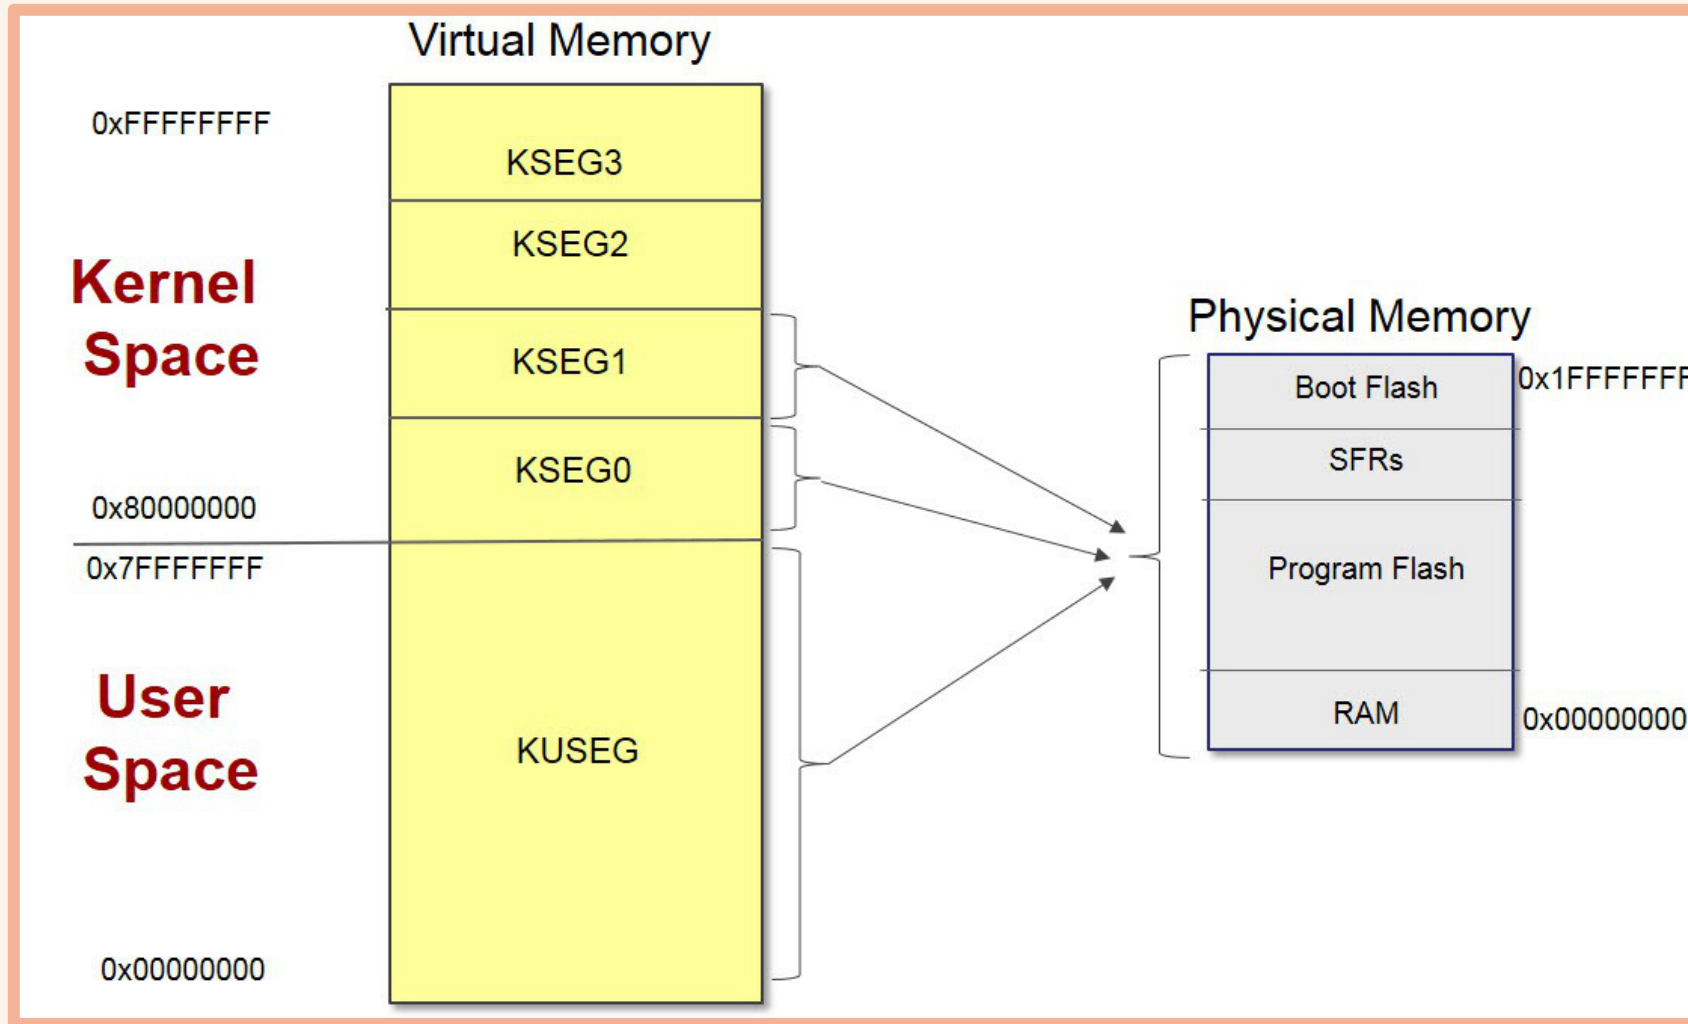 Virtual Memory
0xFFFFFFFF
KSEG3
KSEG2
Kernel
Space
KSEG1
KSEG0
0x80000000
0x7FFFFFFF
User
Space
KUSEG
0x00000000
Physical Memory
Boot Flash
0x1FFFFFFF
SFRs
Program Flash
RAM
0x00000000